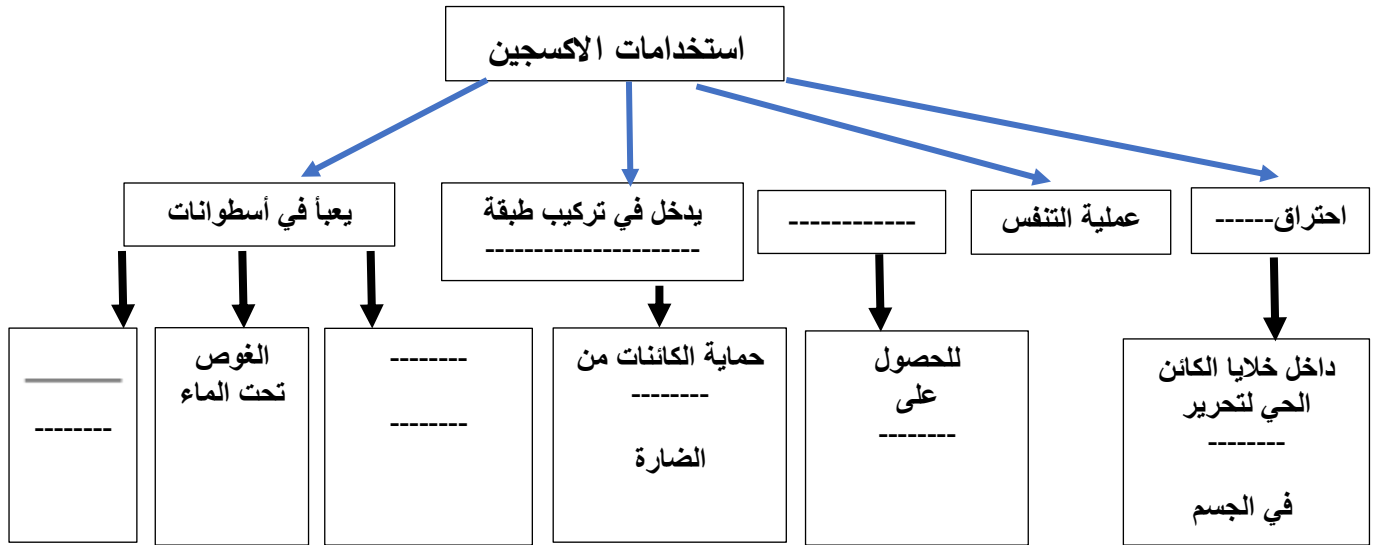 استخدامات الاكسجين
احتراق------
عملية التنفس
------------
يدخل في تركيب طبقة
----------------------
يعبأ في أسطوانات
داخل خلايا الكائن
الحي لتحرير
--------
في الجسم
للحصول
على
--------
حماية الكائنات من
--------
الضارة
--------
--------
الغوص
تحت الماء
________
--------